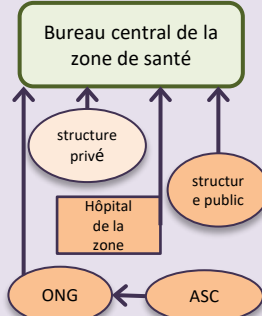 Bureau central de la
zone de santé
structure
privé
structur
e public
Hôpital
de la
zone
ONG
ASC